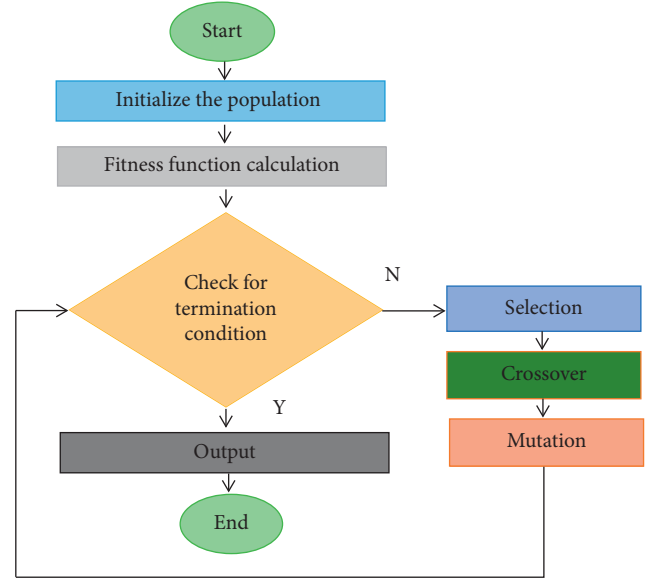 Start
Initialize the population
Fitness function calculation
Check for
termination
condition
N
Selection
Crossover
Mutation
Y
Output
End